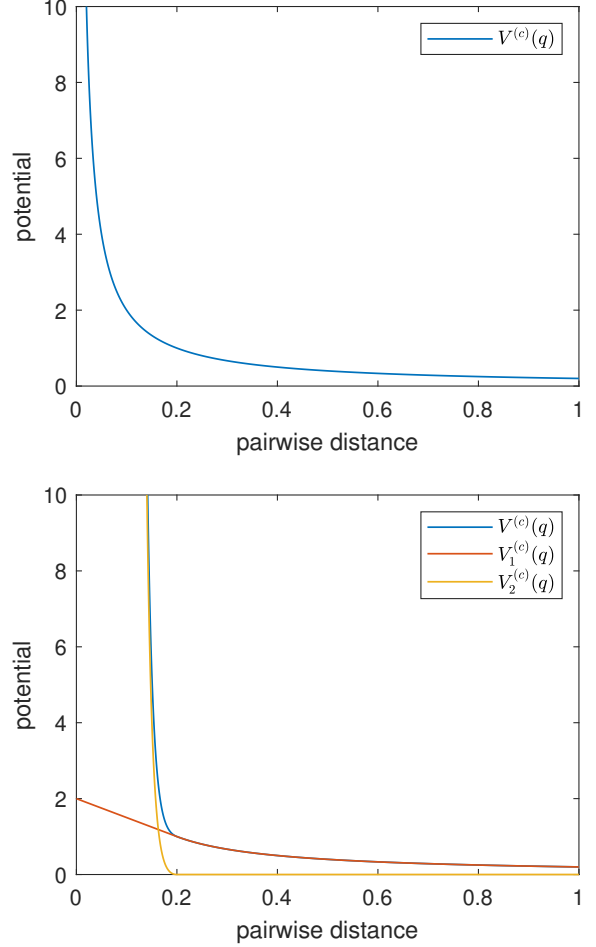 10
8
6
4
2
0
potential
V^{(c)}(q)
0 0.2 0.4 0.6 0.8 1
pairwise distance
10
8
6
4
2
0
potential
V^{(c)}(q)
V_1^{(c)}(q)
V_2^{(c)}(q)
0 0.2 0.4 0.6 0.8 1
pairwise distance